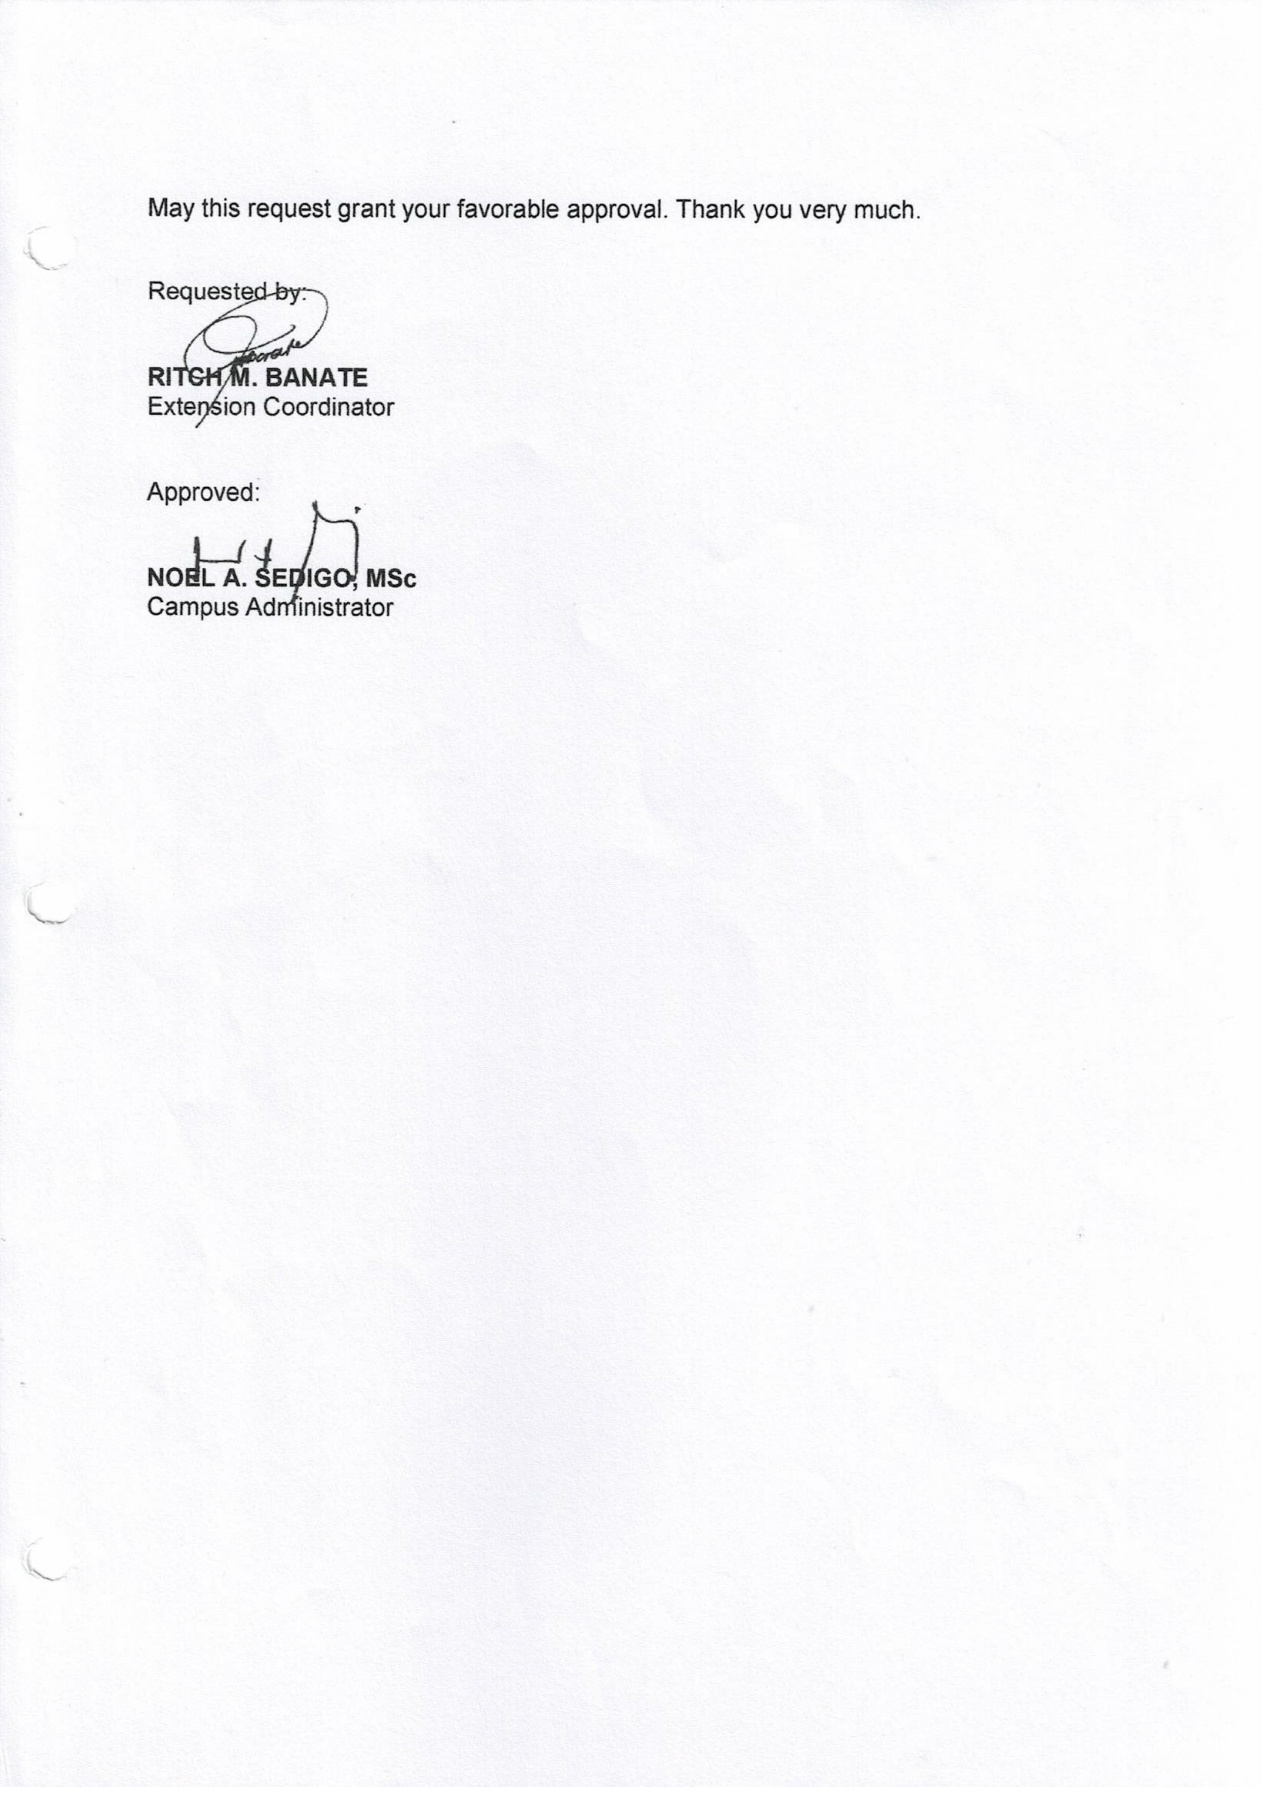 May this request grant your favorable approval. Thank you very much.
Requested by:
RITCH M. BANATE
Extension Coordinator
Approved:
NOEL A. SEDIGO, MSc
Campus Administrator